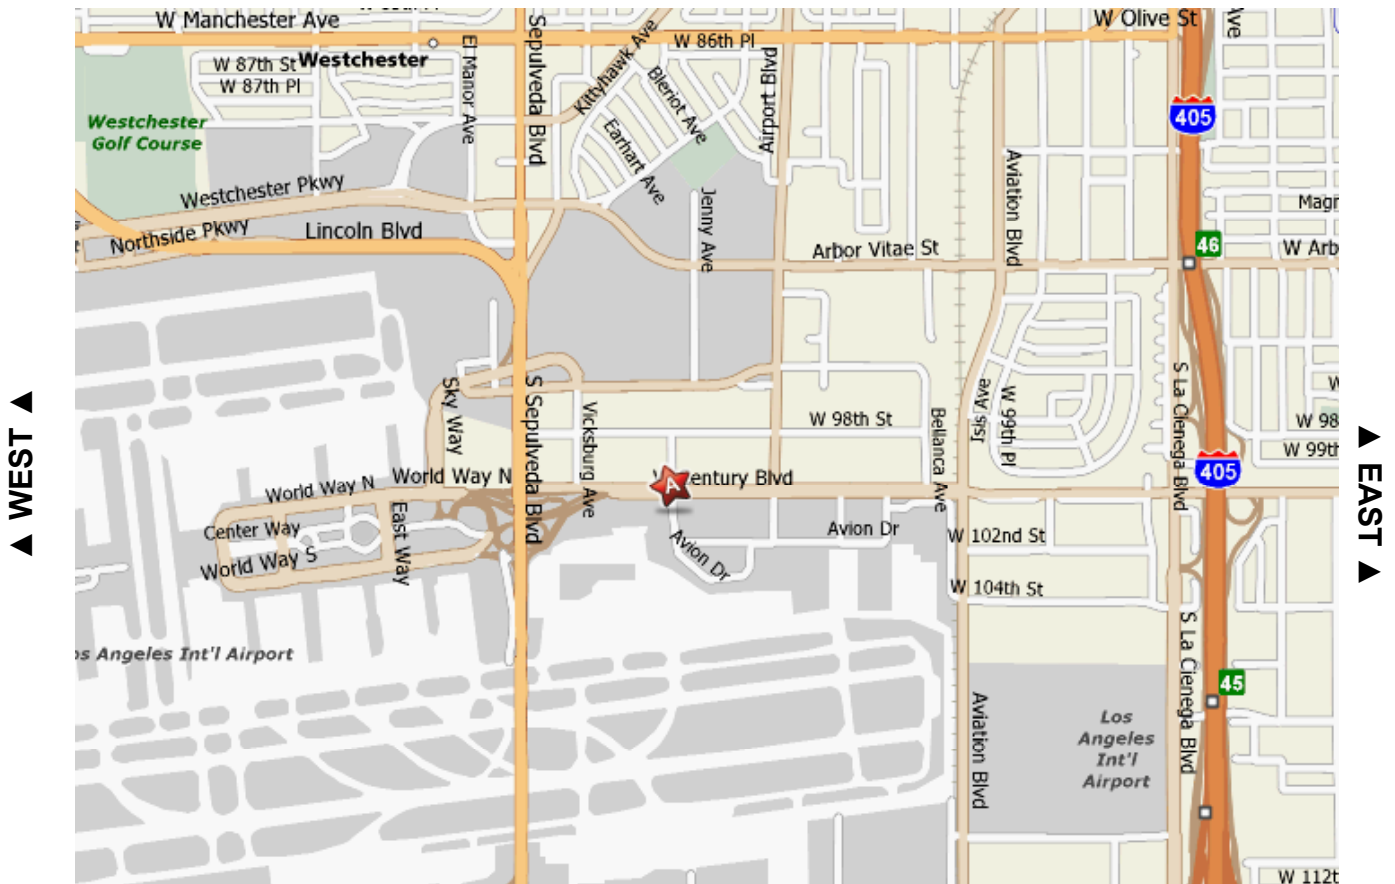 W Manchester Ave
W Olive St
Ave
W 86th Pl
Sepulveda Blvd
El Manor Ave
Kittyhawk Ave
Westchester
W 87th St
W 87th Pl
Bleriot Ave
Airport Blvd
405
Westchester
Golf Course
Earhart Ave
Aviation Blvd
Westchester Pkwy
Jenny Ave
Magr
Northside Pkwy
Lincoln Blvd
Arbor Vitae St
46
W Arb
Sky Way
S Sepulveda Blvd
Vicksburg Ave
W 98th St
Bellanca Ave
Isis Ave
W 99th Pl
S La Cienega Blvd
W
W 98
W 99th
▲ WEST ▲
▲ EAST ▲
World Way N
World Way N
A
entury Blvd
405
Center Way
East Way
World Way S
Avion Dr
Avion Dr
W 102nd St
W 104th St
S La Cienega Blvd
os Angeles Int'l Airport
45
Aviation Blvd
Los
Angeles
Int'l
Airport
W 112t